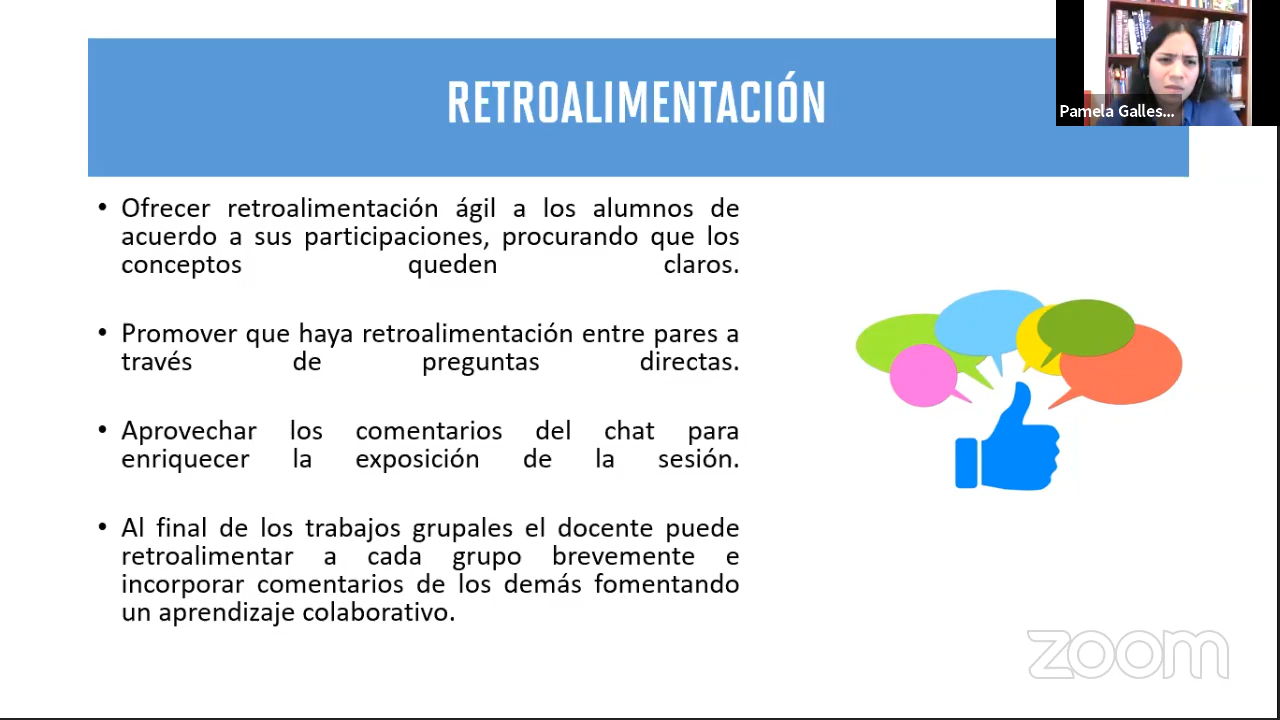 RETROALIMENTACIÓN
Pamela Galles...
• Ofrecer retroalimentación ágil a los alumnos de
acuerdo a sus participaciones, procurando que los
conceptos queden claros.
• Promover que haya retroalimentación entre pares a
través de preguntas directas.
• Aprovechar los comentarios del chat para
enriquecer la exposición de la sesión.
• Al final de los trabajos grupales el docente puede
retroalimentar a cada grupo brevemente e
incorporar comentarios de los demás fomentando
un aprendizaje colaborativo.
zoom